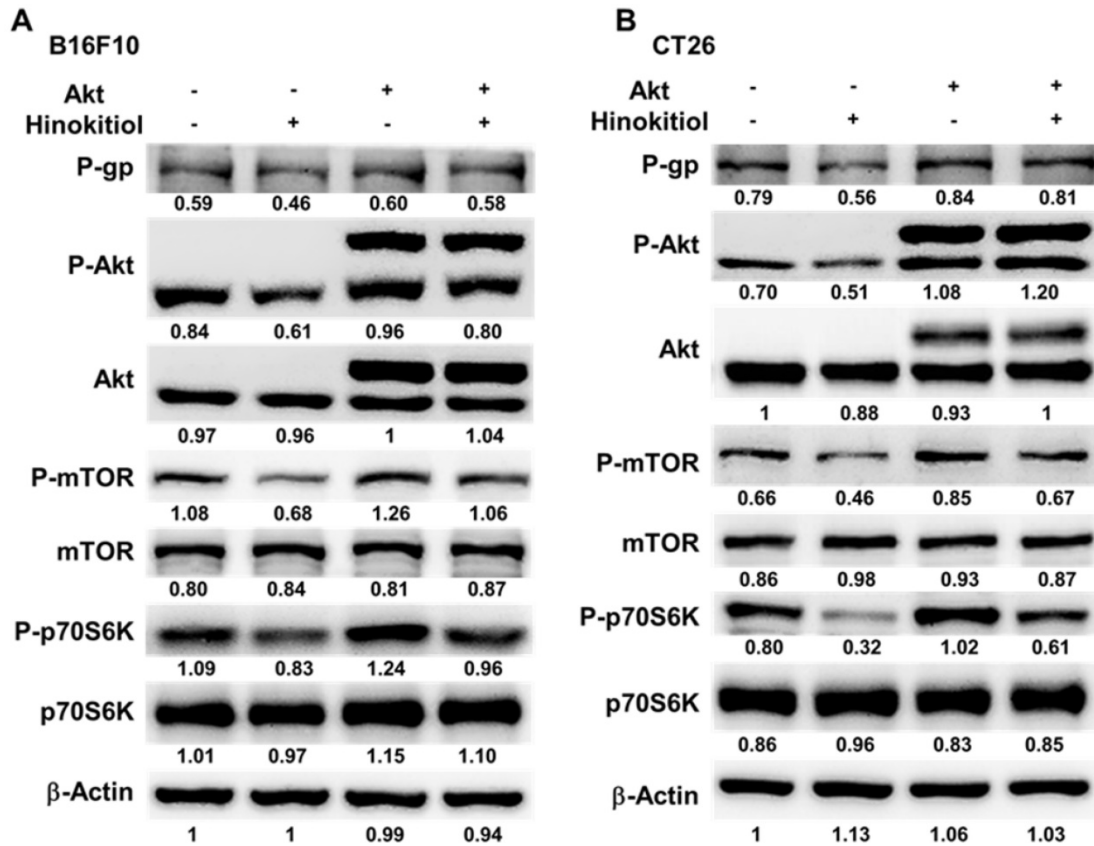 A
B16F10
Akt - - + +
Hinokitiol - + - +
P-gp
0.59 0.46 0.60 0.58
P-Akt
0.84 0.61 0.96 0.80
Akt
0.97 0.96 1 1.04
P-mTOR
1.08 0.68 1.26 1.06
mTOR
0.80 0.84 0.81 0.87
P-p70S6K
1.09 0.83 1.24 0.96
p70S6K
1.01 0.97 1.15 1.10
β-Actin
1 1 0.99 0.94
B
CT26
Akt - - + +
Hinokitiol - + - +
P-gp
0.79 0.56 0.84 0.81
P-Akt
0.70 0.51 1.08 1.20
Akt
1 0.88 0.93 1
P-mTOR
0.66 0.46 0.85 0.67
mTOR
0.86 0.98 0.93 0.87
P-p70S6K
0.80 0.32 1.02 0.61
p70S6K
0.86 0.96 0.83 0.85
β-Actin
1 1.13 1.06 1.03